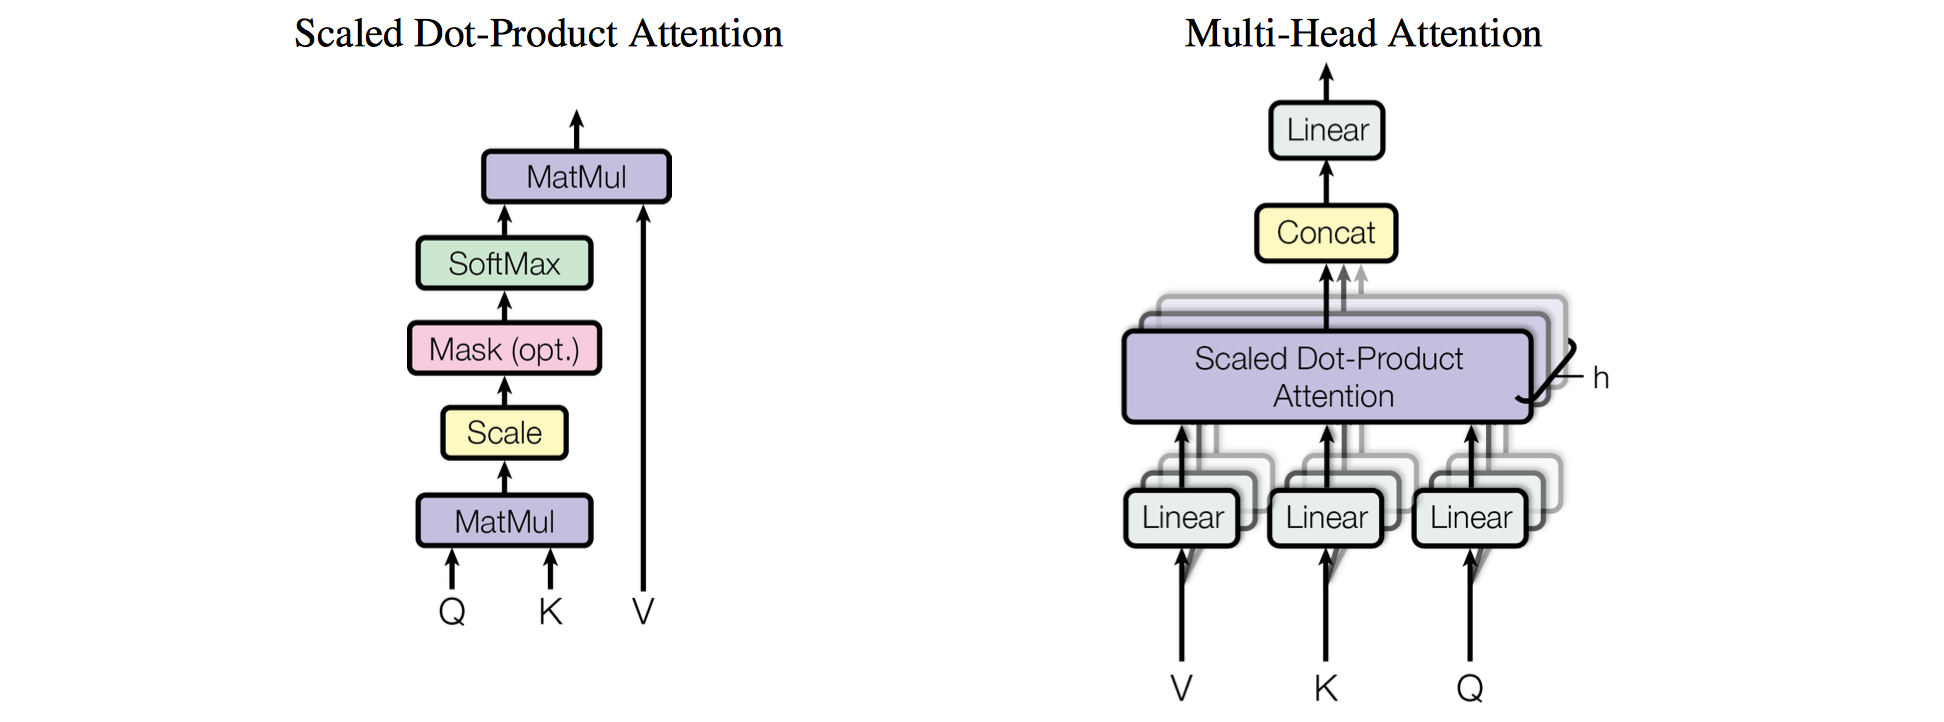 Scaled Dot-Product Attention
MatMul
SoftMax
Mask (opt.)
Scale
MatMul
Q K V
Multi-Head Attention
Linear
Concat
Scaled Dot-Product
Attention
h
Linear Linear Linear
V K Q